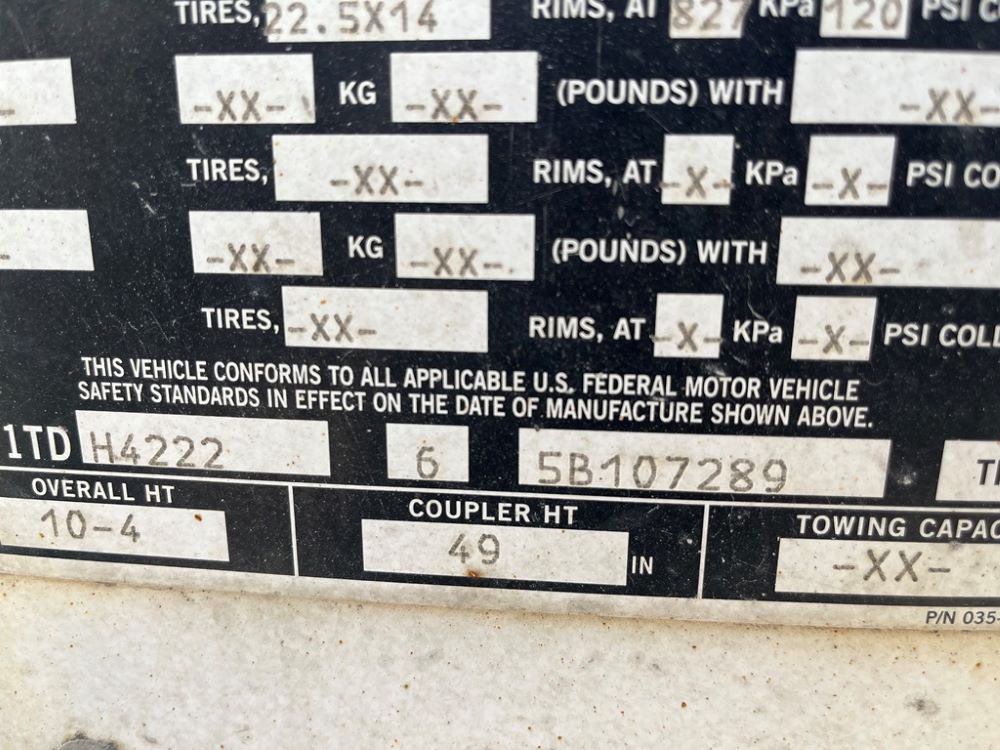 TIRES, 22.5X14 RIMS, AT 827 KPa 120 PSI C
- -XX- KG -XX- (POUNDS) WITH -XX-
TIRES, -XX- RIMS, AT -X- KPa -X- PSI CO
- -XX- KG -XX- (POUNDS) WITH -XX-
TIRES, -XX- RIMS, AT -X- KPa -X- PSI COL
THIS VEHICLE CONFORMS TO ALL APPLICABLE U.S. FEDERAL MOTOR VEHICLE
SAFETY STANDARDS IN EFFECT ON THE DATE OF MANUFACTURE SHOWN ABOVE.
1TD H4222 6 5B107289 T
OVERALL HT COUPLER HT TOWING CAPAC
10-4 49 IN -XX-
P/N 035-